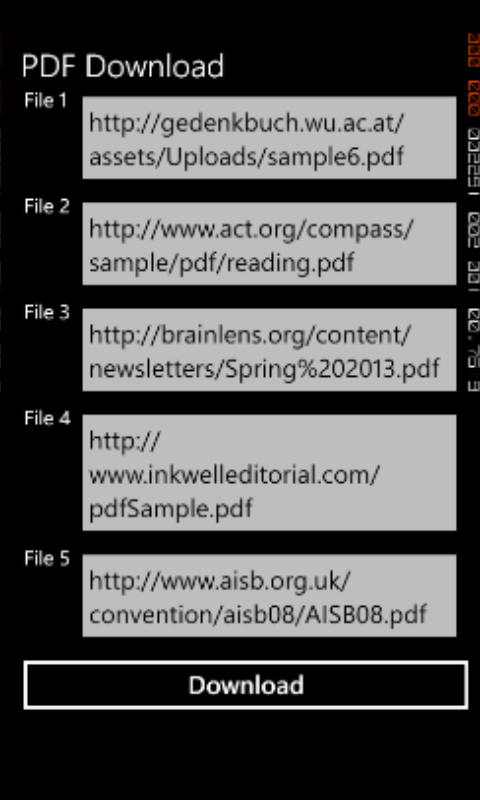 PDF Download
File 1
http://gedenkbuch.wu.ac.at/
assets/Uploads/sample6.pdf
File 2
http://www.act.org/compass/
sample/pdf/reading.pdf
File 3
http://brainlens.org/content/
newsletters/Spring%202013.pdf
File 4
http://
www.inkwelleditorial.com/
pdfSample.pdf
File 5
http://www.aisb.org.uk/
convention/aisb08/AISB08.pdf
Download